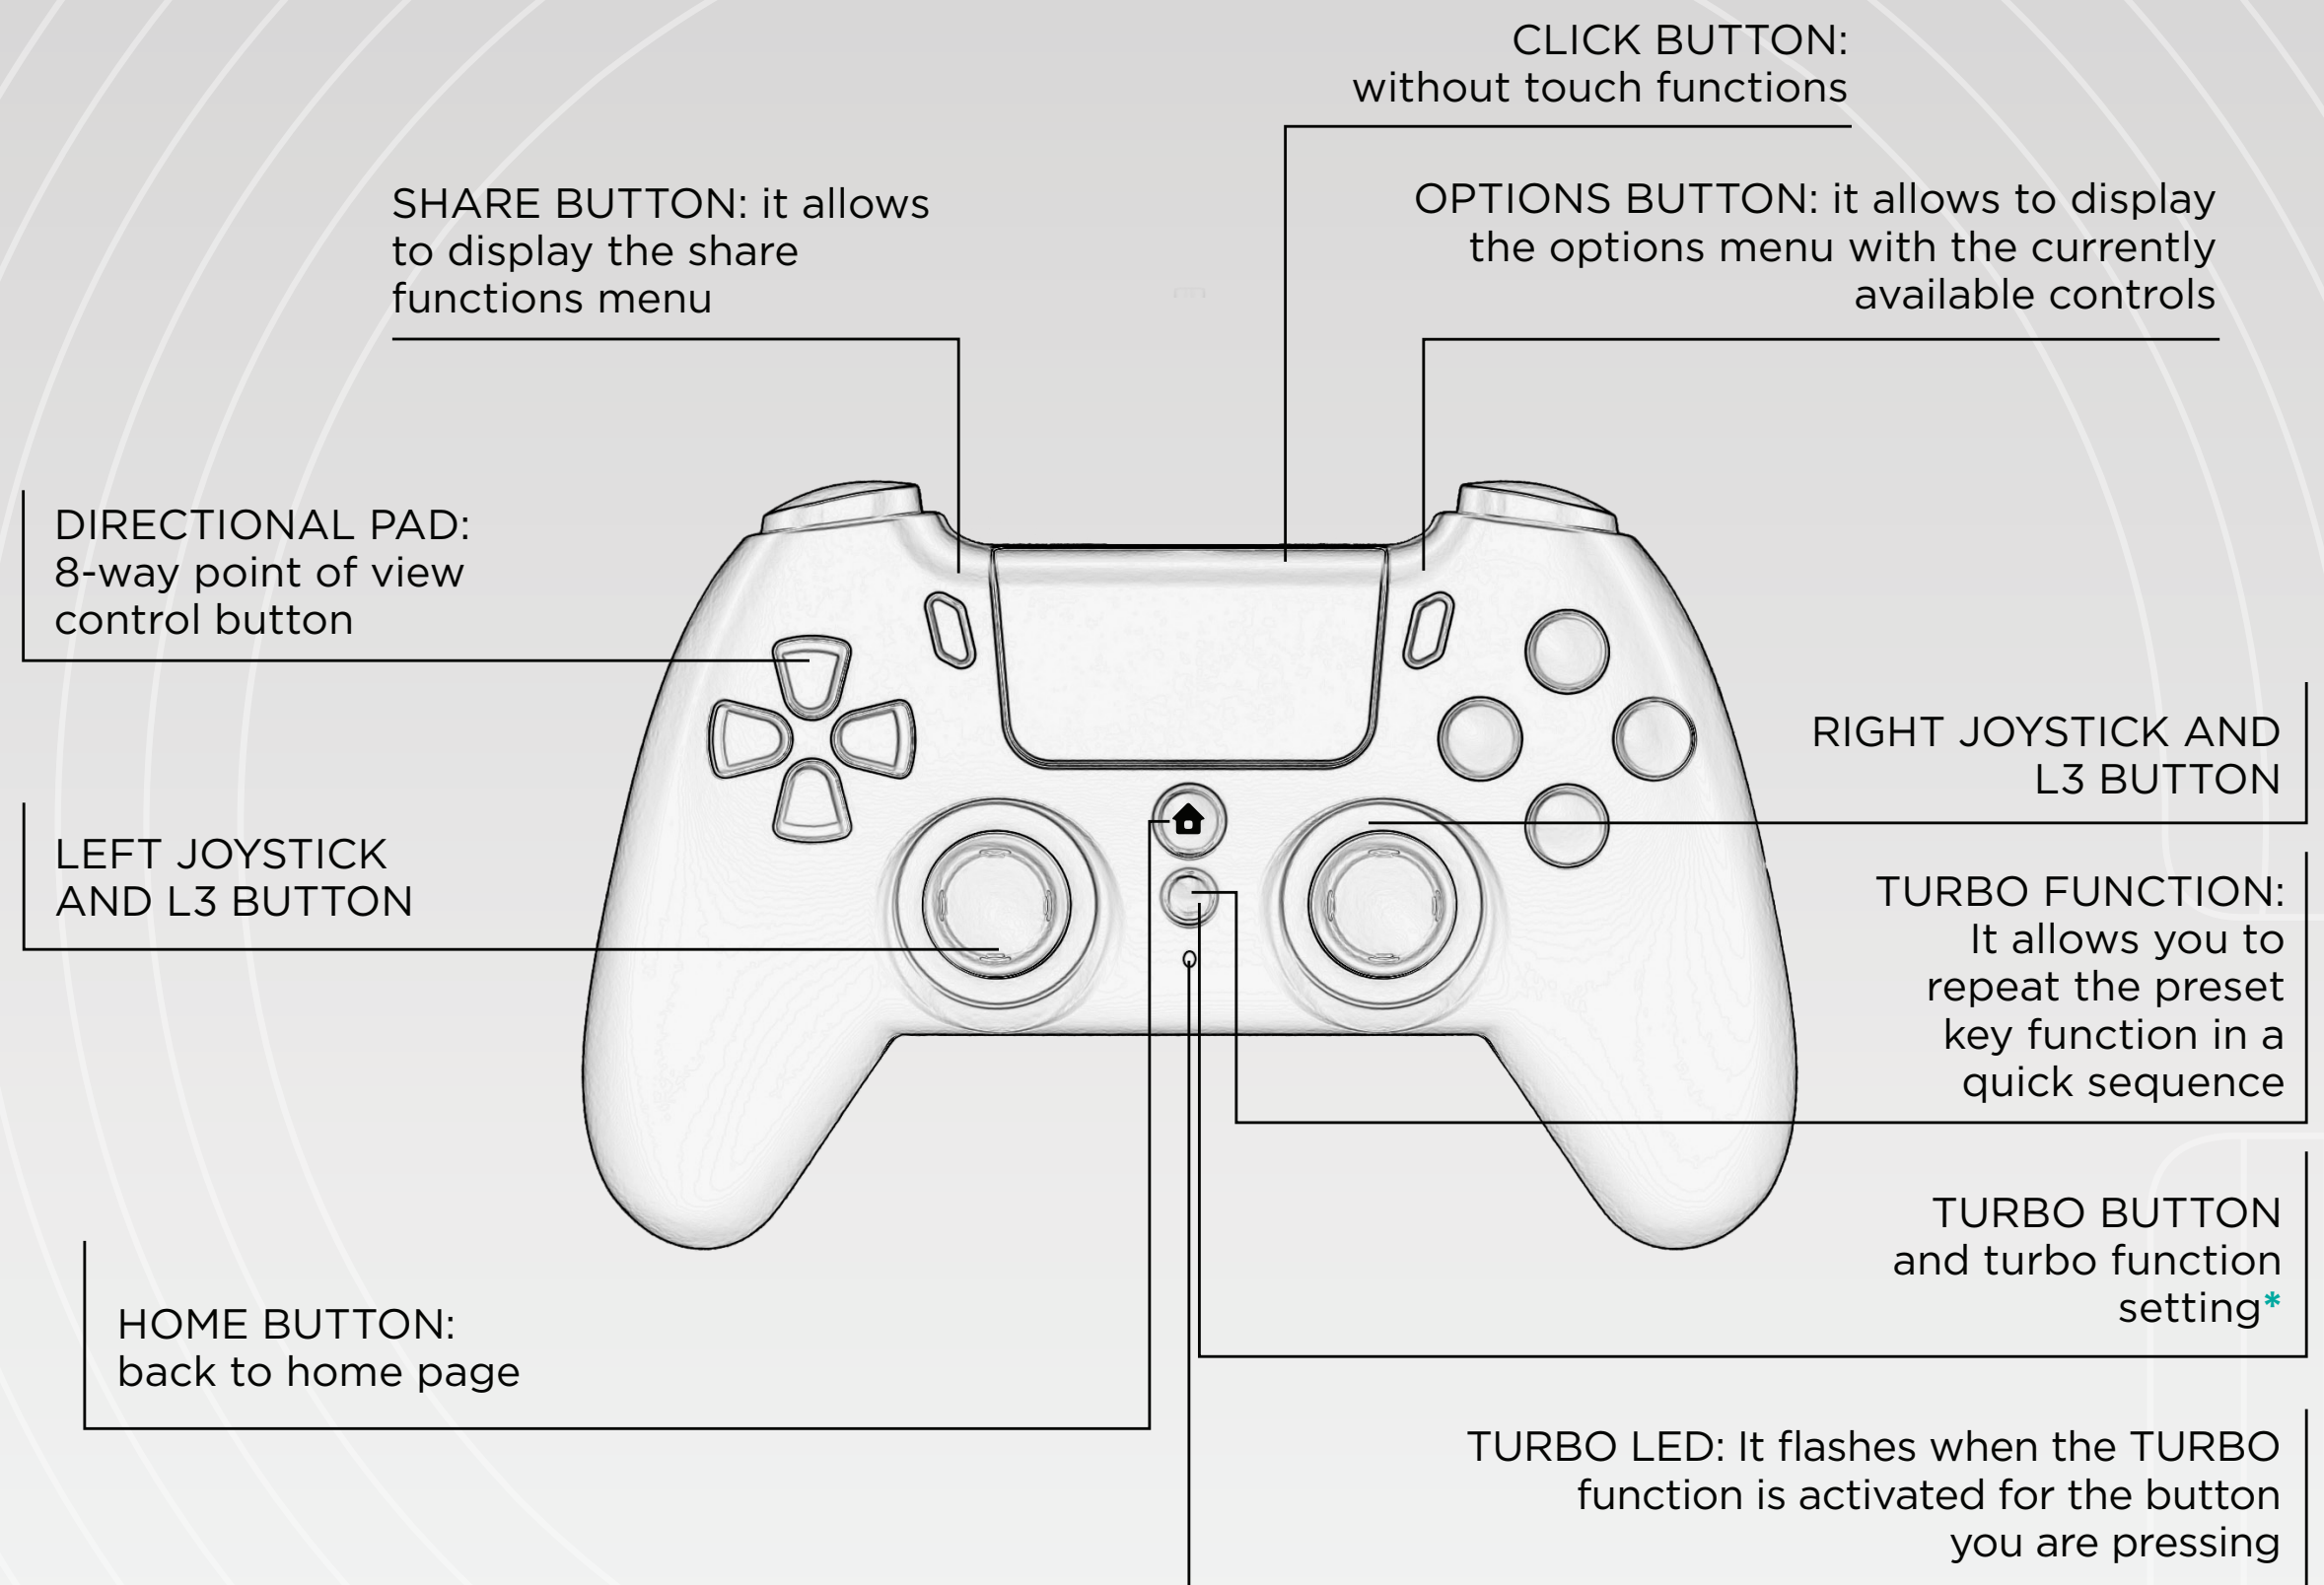 CLICK BUTTON:
without touch functions
SHARE BUTTON: it allows
to display the share
functions menu
OPTIONS BUTTON: it allows to display
the options menu with the currently
available controls
DIRECTIONAL PAD:
8-way point of view
control button
RIGHT JOYSTICK AND
L3 BUTTON
LEFT JOYSTICK
AND L3 BUTTON
TURBO FUNCTION:
It allows you to
repeat the preset
key function in a
quick sequence
TURBO BUTTON
and turbo function
setting*
HOME BUTTON:
back to home page
TURBO LED: It flashes when the TURBO
function is activated for the button
you are pressing